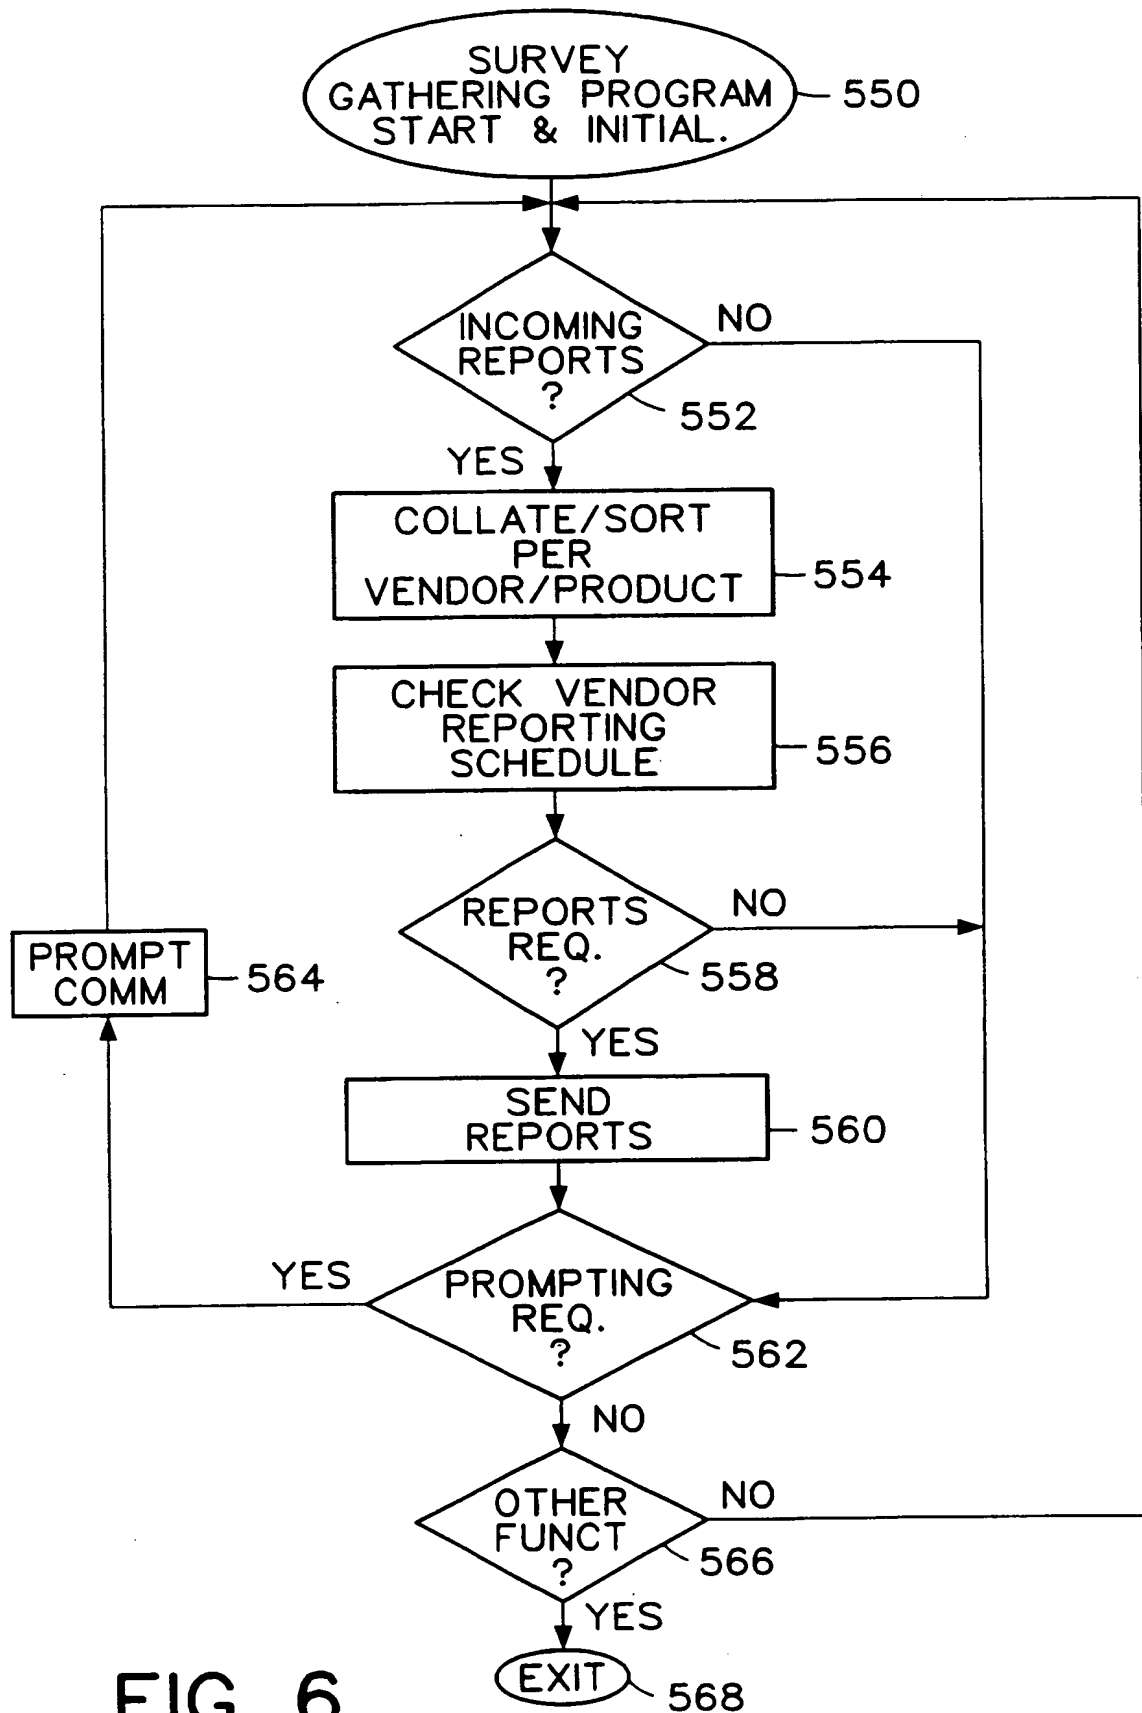 SURVEY
GATHERING PROGRAM
START & INITIAL.
550
INCOMING
REPORTS
?
NO
552
YES
COLLATE/SORT
PER
VENDOR/PRODUCT
554
CHECK VENDOR
REPORTING
SCHEDULE
556
REPORTS
REQ.
?
NO
558
PROMPT
COMM
564
YES
SEND
REPORTS
560
YES
PROMPTING
REQ.
?
562
NO
OTHER
FUNCT
?
NO
566
YES
EXIT
568
FIG. 6